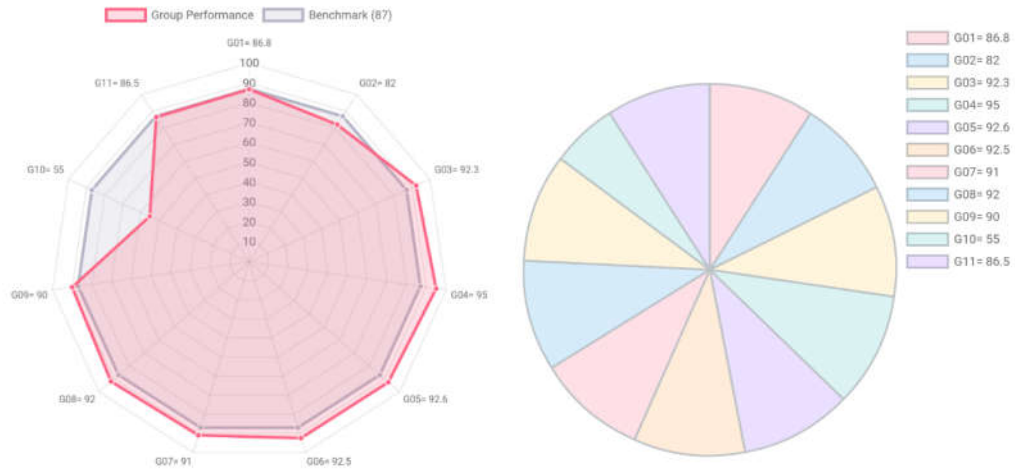 Group Performance
Benchmark (87)
G01= 86.8
G02= 82
G03= 92.3
G04= 95
G05= 92.6
G06= 92.5
G07= 91
G08= 92
G09= 90
G10= 55
G11= 86.5
100
90
80
70
60
50
40
30
20
10
G01= 86.8
G02= 82
G03= 92.3
G04= 95
G05= 92.6
G06= 92.5
G07= 91
G08= 92
G09= 90
G10= 55
G11= 86.5